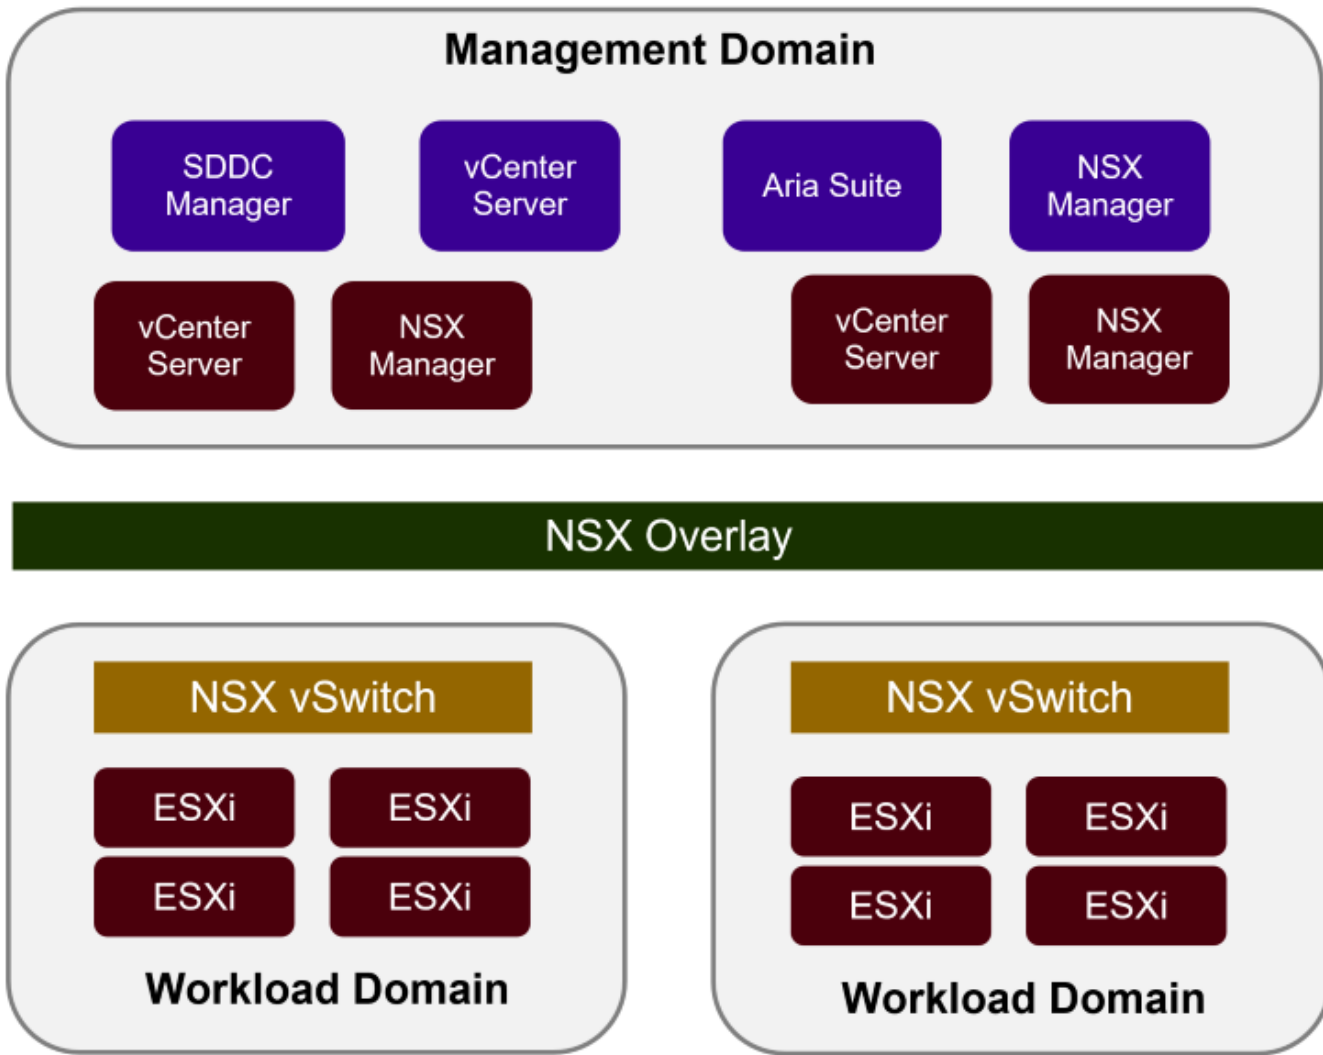 Management Domain
SDDC
Manager
vCenter
Server
Aria Suite
NSX
Manager
vCenter
Server
NSX
Manager
vCenter
Server
NSX
Manager
NSX Overlay
NSX vSwitch
ESXi
ESXi
ESXi
ESXi
Workload Domain
NSX vSwitch
ESXi
ESXi
ESXi
ESXi
Workload Domain